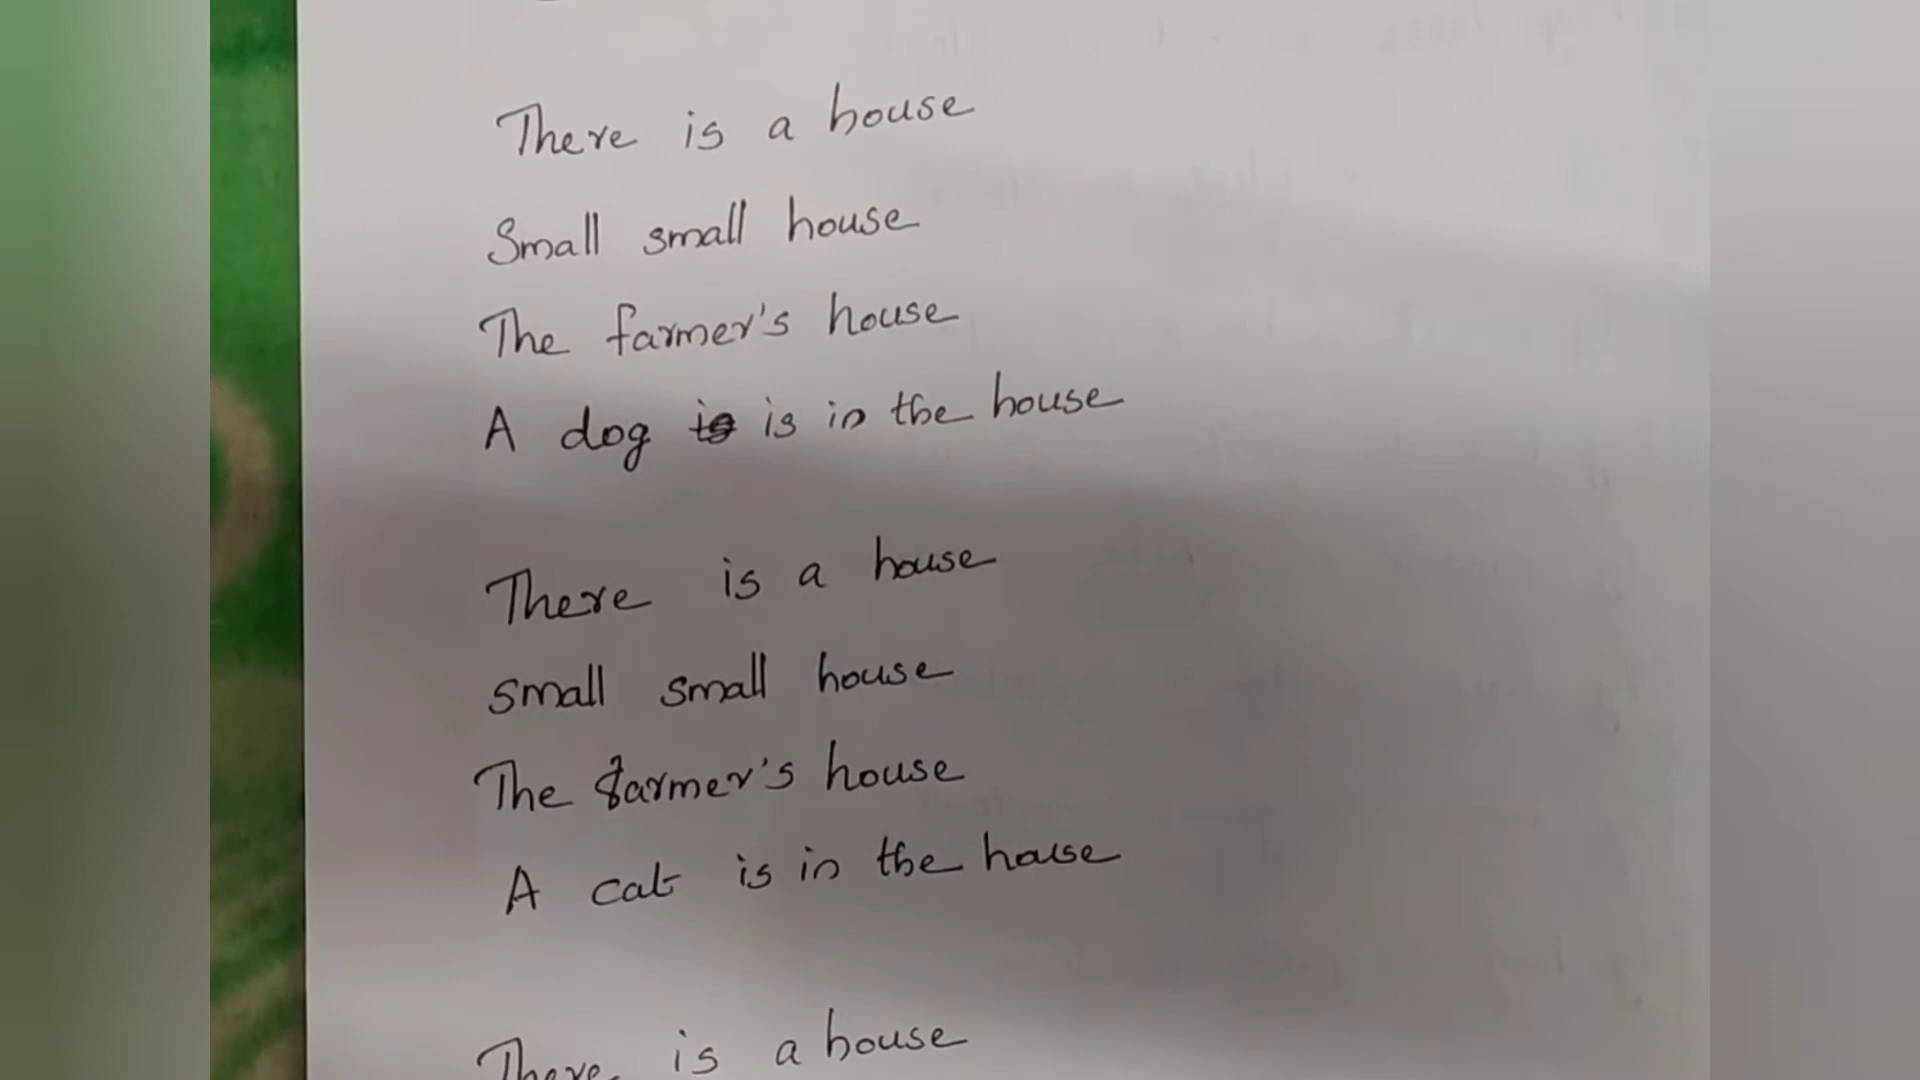 There is a house
Small small house
The farmer's house
A dog is in the house
There is a house
small small house
The farmer's house
A cat is in the house
There is a house